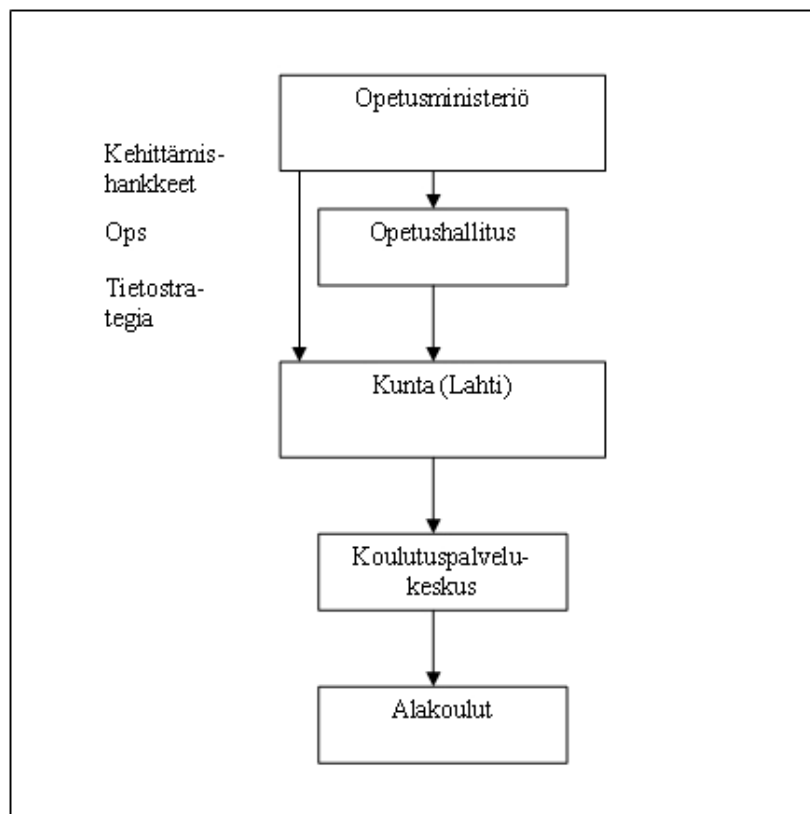 Opetusministeriö
Kehittämis-
hankkeet
Ops
Opetushallitus
Tietostra-
tegia
Kunta (Lahti)
Koulutuspalvelu-
keskus
Alakoulut